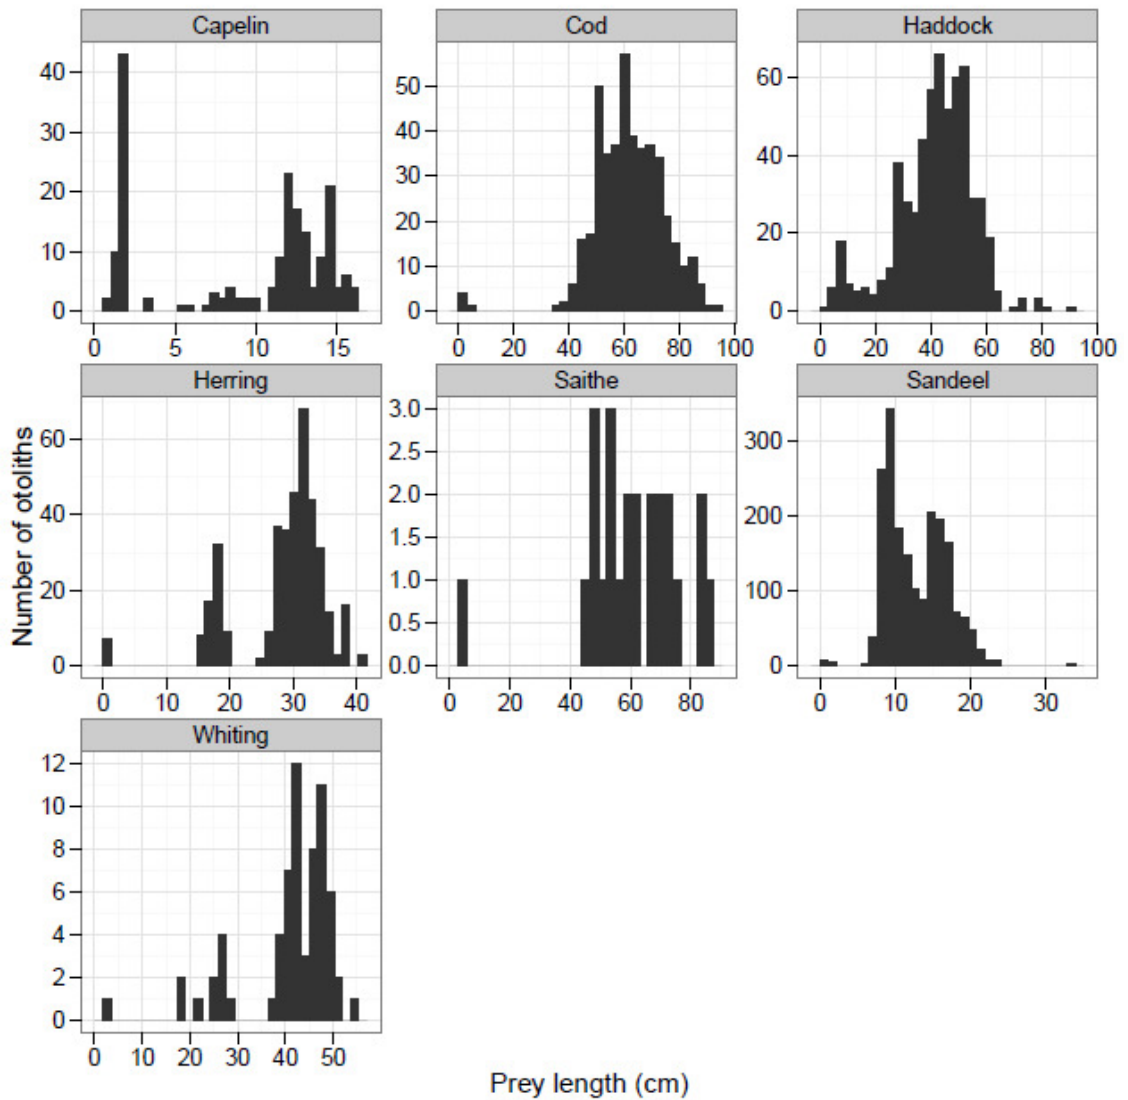 Capelin Cod Haddock
40 30 20 10 0
50 40 30 20 10 0
60 40 20 0
0 5 10 15
0 20 40 60 80 100
0 20 40 60 80 100
Herring Saithe Sandeel
Number of otoliths
60 40 20 0
3.0 2.5 2.0 1.5 1.0 0.5 0.0
300 200 100 0
0 10 20 30 40
0 20 40 60 80
0 10 20 30
Whiting
12 10 8 6 4 2 0
0 10 20 30 40 50
Prey length (cm)